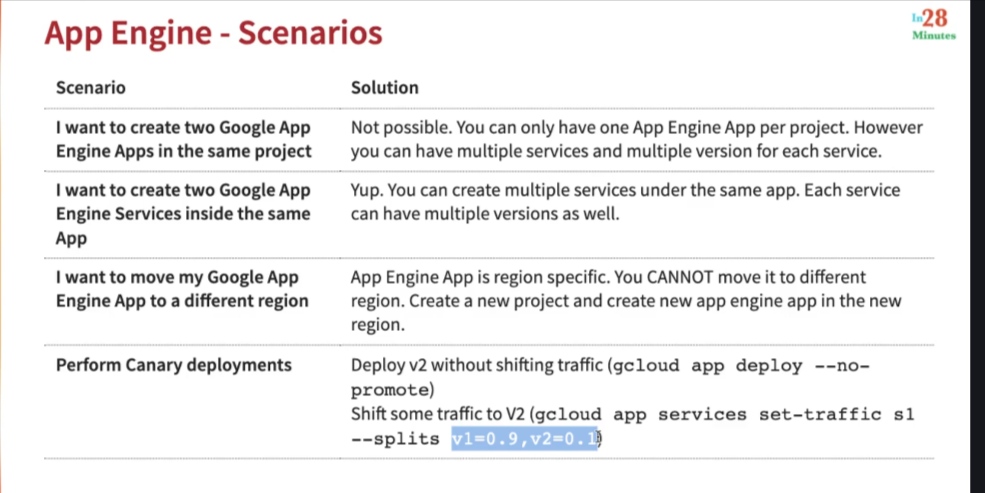 App Engine - Scenarios
In28
Minutes
Scenario
Solution
I want to create two Google App
Engine Apps in the same project
Not possible. You can only have one App Engine App per project. However
you can have multiple services and multiple version for each service.
I want to create two Google App
Engine Services inside the same
App
Yup. You can create multiple services under the same app. Each service
can have multiple versions as well.
I want to move my Google App
Engine App to a different region
App Engine App is region specific. You CANNOT move it to different
region. Create a new project and create new app engine app in the new
region.
Perform Canary deployments
Deploy v2 without shifting traffic (gcloud app deploy --no-
promote)
Shift some traffic to V2 (gcloud app services set-traffic s1
--splits v1=0.9,v2=0.1)